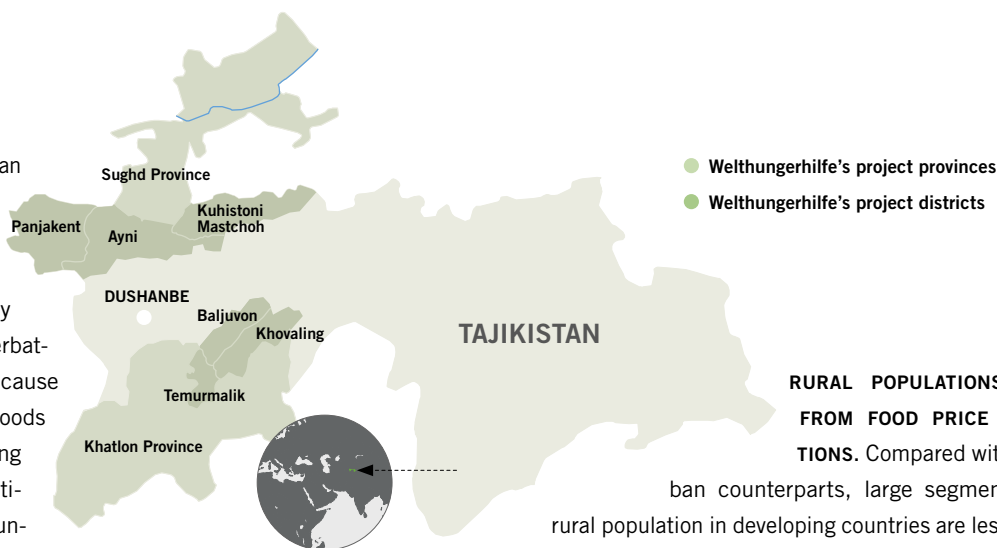 an
y
erbat-
cause
oods
ng
ti-
un-
Sughd Province
Panjakent
Ayni
Kuhistoni
Mastchoh
DUSHANBE
Baljuvon
Khovaling
Temurmalik
Khatlon Province
TAJIKISTAN
Welthungerhilfe's project provinces
Welthungerhilfe's project districts
RURAL POPULATIONS
FROM FOOD PRICE
TIONS. Compared wit
ban counterparts, large segmen
rural population in developing countries are les